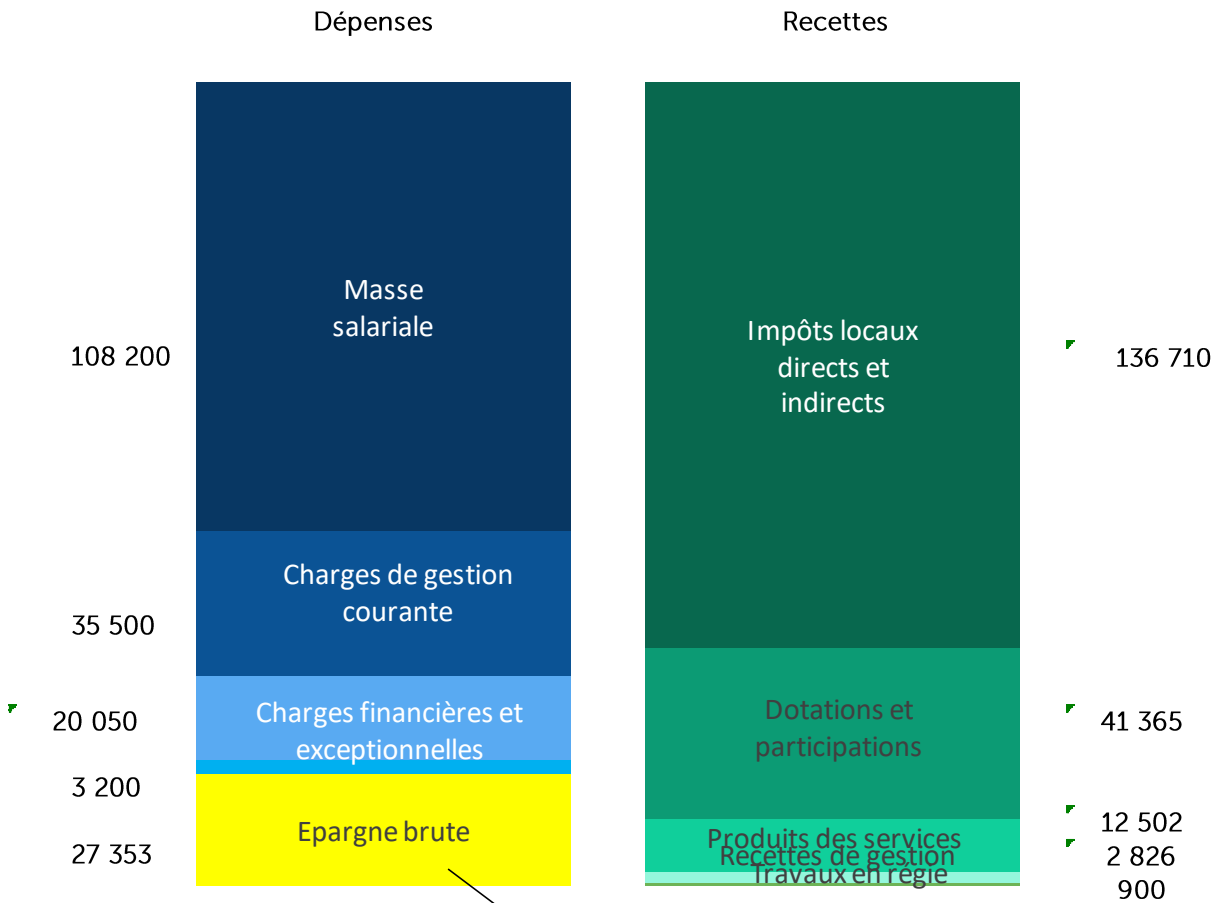 Dépenses
Recettes
Masse
salariale
108 200
Impôts locaux
directs et
indirects
136 710
Charges de gestion
courante
35 500
Charges financières et
exceptionnelles
20 050
Dotations et
participations
41 365
3 200
Epargne brute
27 353
Produits des services
12 502
Recettes de gestion
2 826
Travaux en régie
900